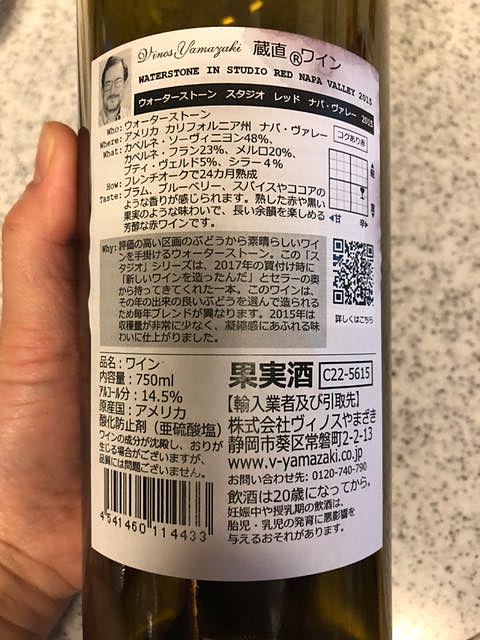 Vinos Yamazaki 蔵直®ワイン
WATERSTONE IN STUDIO RED NAPA VALLEY 2015
ウォーターストーン スタジオ レッド ナパ・ヴァレー 2015
Who: ウォーターストーン
Where: アメリカ カリフォルニア州 ナパ・ヴァレー
What: カベルネ・ソーヴィニヨン48%、
カベルネ・フラン23%、メルロ20%、
プティ・ヴェルド5%、シラー4%
How: フレンチオークで24カ月熟成
Taste: プラム、ブルーベリー、スパイスやココアの
ような香りが感じられます。熟した赤や黒い
果実のような味わいで、長い余韻を楽しめる
芳醇な赤ワインです。
コクあり赤
軽
重
◀甘
辛▶
Why: 評価の高い区画のぶどうから素晴らしいワイ
ンを手掛けるウォーターストーン。この「ス
タジオ」シリーズは、2017年の買付け時に
「新しいワインを造ったんだ」とセラーの奥
から持ってきてくれた一本。このワインは、
その年の出来の良いぶどうを選んで造られる
ため毎年ブレンドが異なります。2015年は
収穫量が非常に少なく、凝縮感にあふれる味
わいに仕上がりました。
詳しくはこちら
品名：ワイン
内容量：750ml
アルコール分：14.5%
原産国：アメリカ
酸化防止剤（亜硫酸塩）
ワインの成分が沈殿し、おりが
生じる場合がございますが、
品質には問題ございません。
4 541460 114433
果実酒 C22-5615
【輸入業者及び引取先】
株式会社ヴィノスやまざき
静岡市葵区常磐町2-2-13
www.v-yamazaki.co.jp
お問い合わせ先: 0120-740-790
飲酒は20歳になってから。
妊娠中や授乳期の飲酒は、
胎児・乳児の発育に悪影響を
与えるおそれがあります。